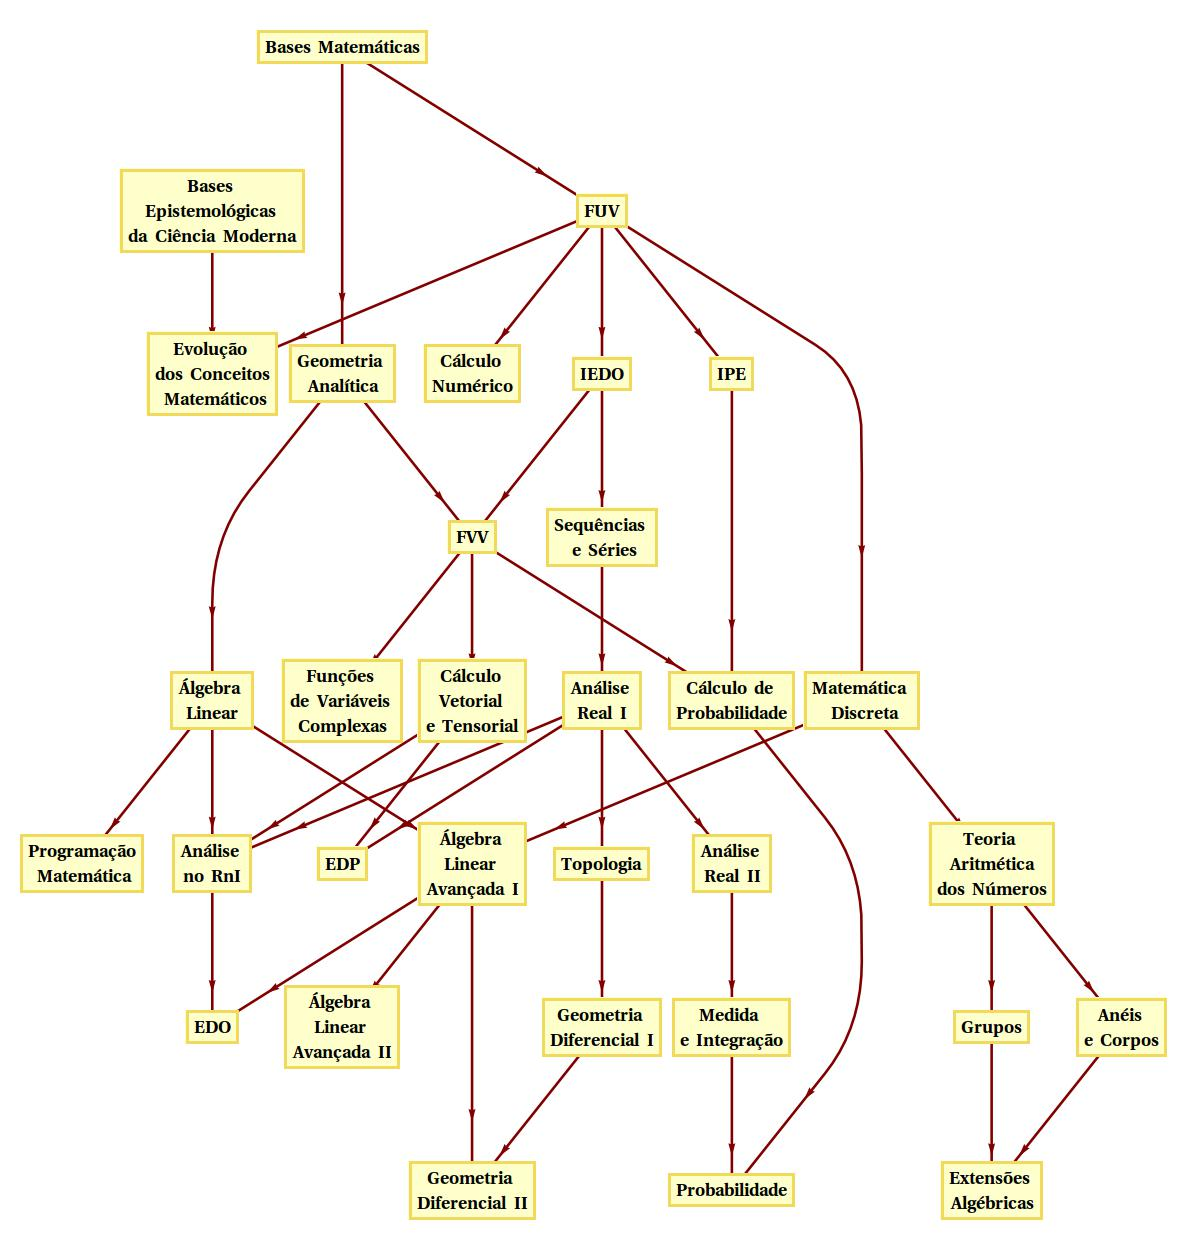 Bases Matemáticas
Bases
Epistemológicas
da Ciência Moderna
FUV
Evolução
dos Conceitos
Matemáticos
Geometria
Analítica
Cálculo
Numérico
IEDO
IPE
FVV
Sequências
e Séries
Álgebra
Linear
Funções
de Variáveis
Complexas
Cálculo
Vetorial
e Tensorial
Análise
Real I
Cálculo de
Probabilidade
Matemática
Discreta
Programação
Matemática
Análise
no RnI
EDP
Álgebra
Linear
Avançada I
Topologia
Análise
Real II
Teoria
Aritmética
dos Números
EDO
Álgebra
Linear
Avançada II
Geometria
Diferencial I
Medida
e Integração
Grupos
Anéis
e Corpos
Geometria
Diferencial II
Probabilidade
Extensões
Algébricas